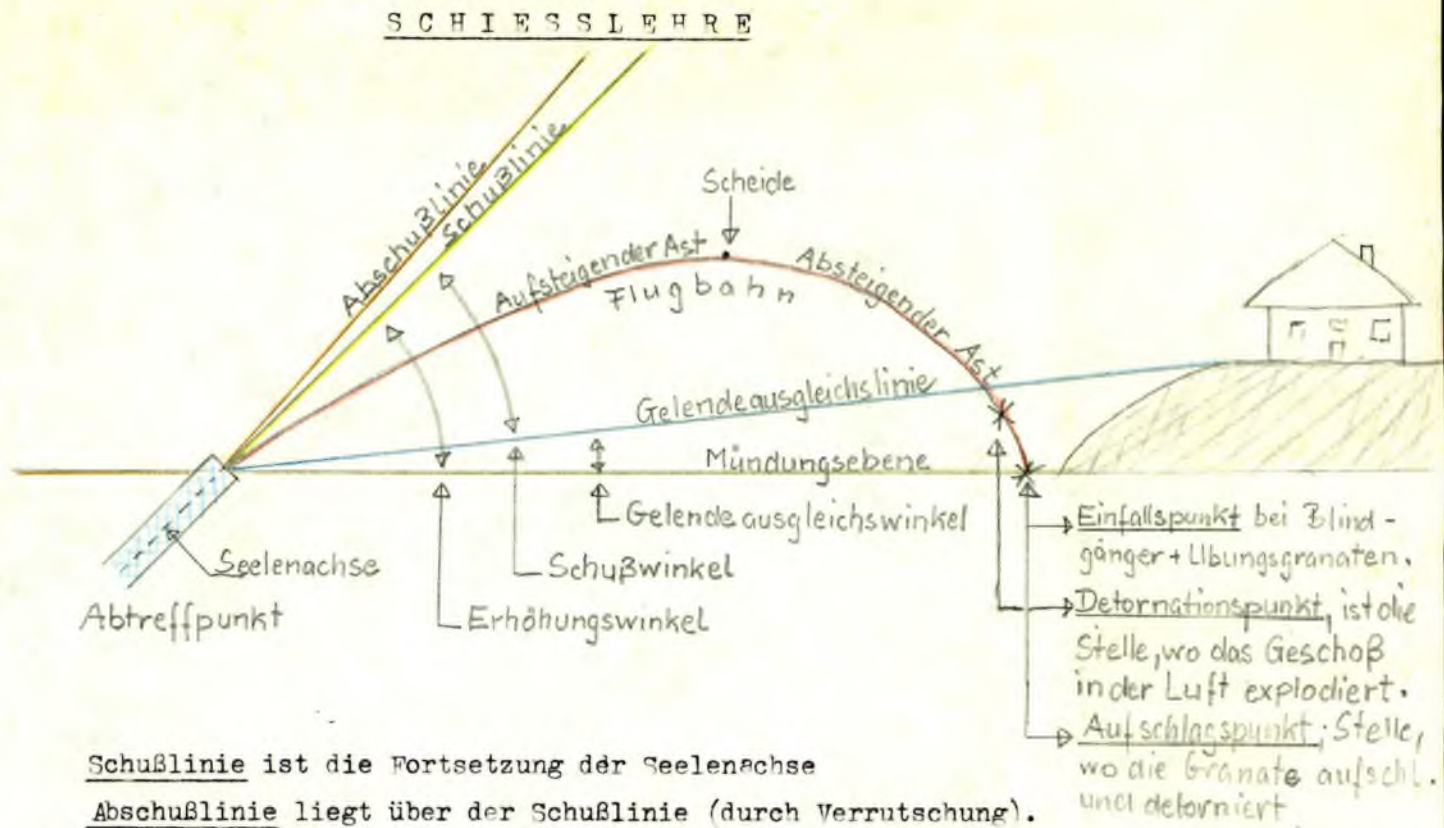 SCHIESSLEHRE
Abschußlinie
Schußlinie
Scheide
Aufsteigender Ast
Flugbahn
Absteigender Ast
Gelendeausgleichslinie
Mündungsebene
Gelendeausgleichswinkel
Seelenachse
Schußwinkel
Abtreffpunkt
Erhöhungswinkel
Einfallspunkt bei Blind-
gänger + Übungsgranaten.
Detornationspunkt, ist die
Stelle, wo das Geschoß
in der Luft explodiert.
Aufschlagspunkt; Stelle,
wo die Granate aufschl.
und detorniert
Schußlinie ist die Fortsetzung der Seelenachse
Abschußlinie liegt über der Schußlinie (durch Verrutschung).